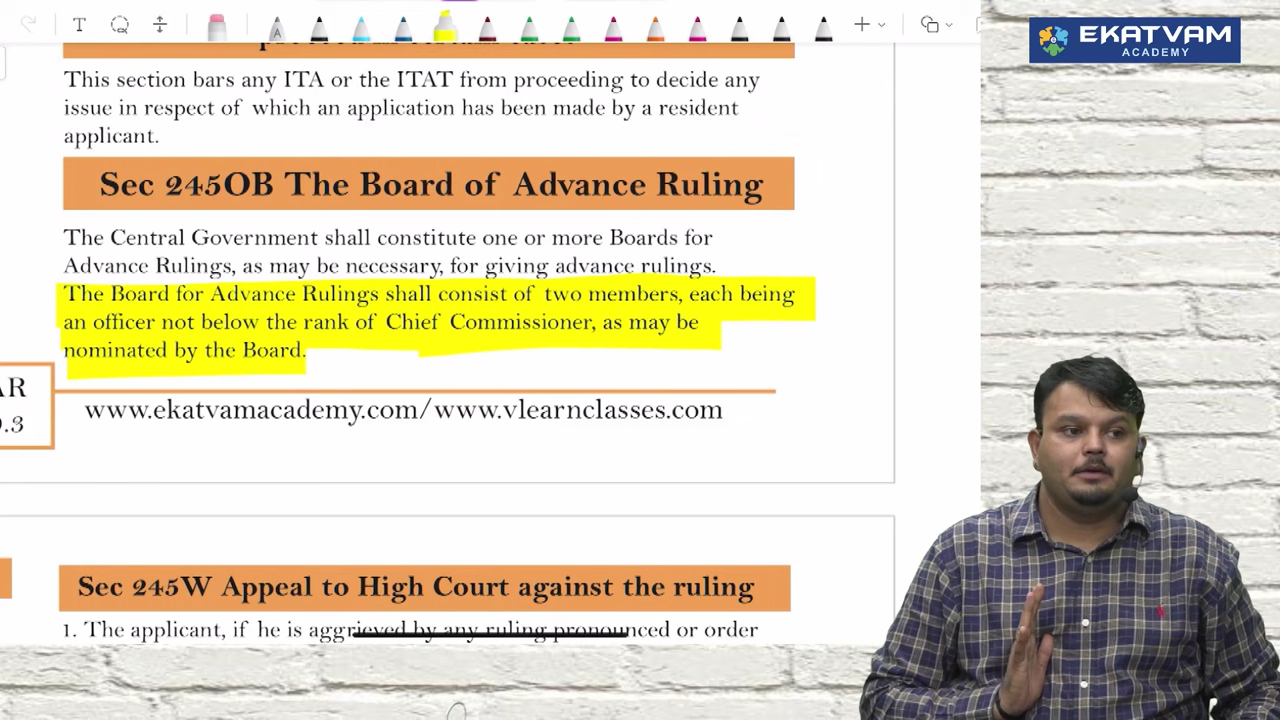 EKATVAM
ACADEMY
This section bars any ITA or the ITAT from proceeding to decide any
issue in respect of which an application has been made by a resident
applicant.
Sec 245OB The Board of Advance Ruling
The Central Government shall constitute one or more Boards for
Advance Rulings, as may be necessary, for giving advance rulings.
The Board for Advance Rulings shall consist of two members, each being
an officer not below the rank of Chief Commissioner, as may be
nominated by the Board.
AR
.3
www.ekatvamacademy.com/www.vlearnclasses.com
Sec 245W Appeal to High Court against the ruling
1. The applicant, if he is aggrieved by any ruling pronounced or order